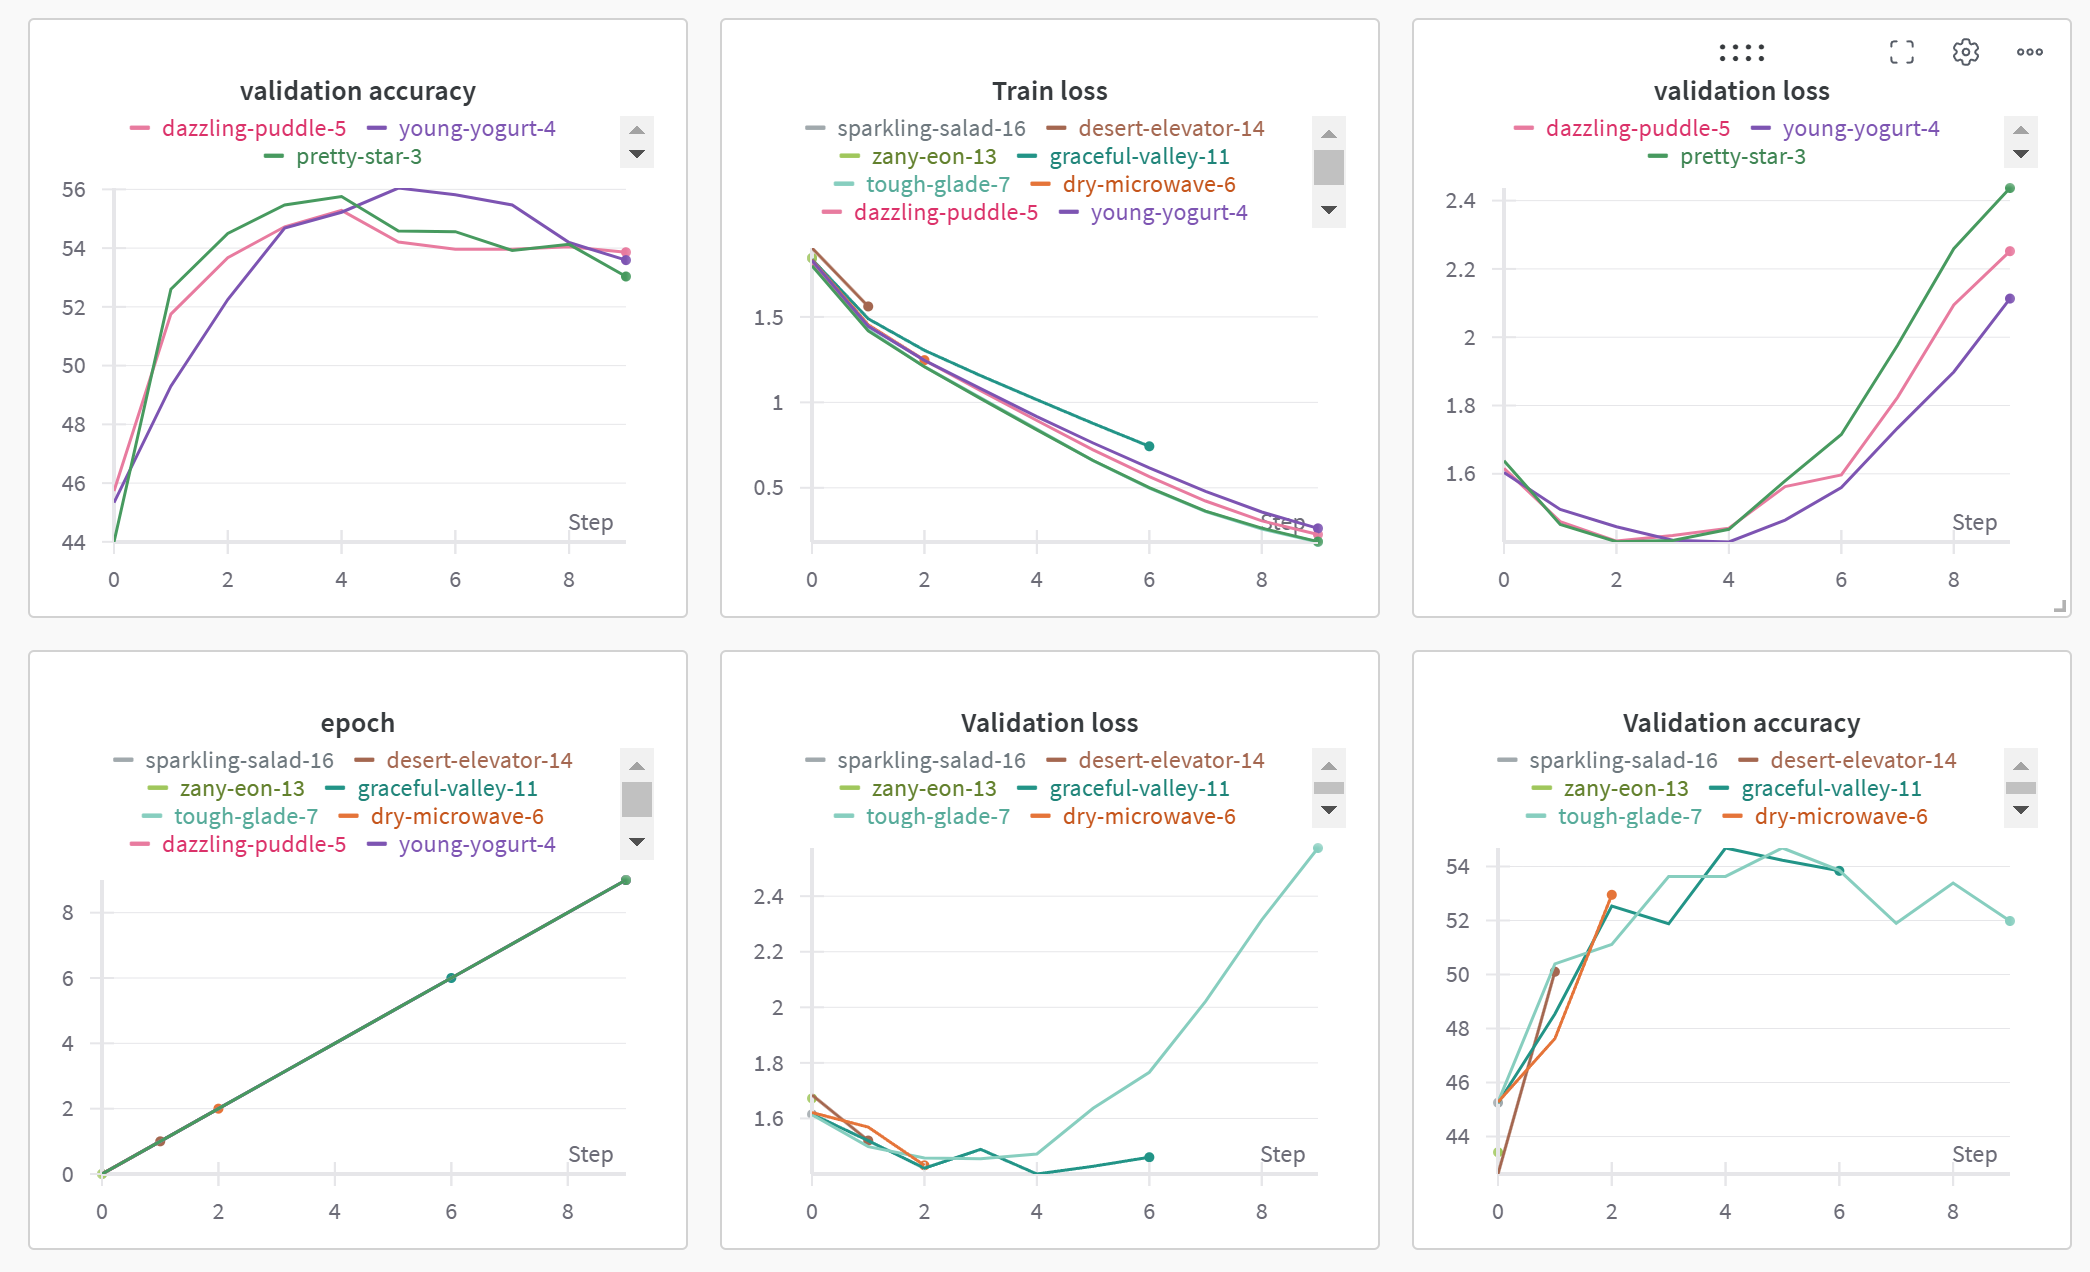 validation accuracy
dazzling-puddle-5 young-yogurt-4
pretty-star-3
56
54
52
50
48
46
44
Step
0 2 4 6 8
Train loss
sparkling-salad-16 desert-elevator-14
zany-eon-13 graceful-valley-11
tough-glade-7 dry-microwave-6
dazzling-puddle-5 young-yogurt-4
1.5
1
0.5
Step
0 2 4 6 8
validation loss
dazzling-puddle-5 young-yogurt-4
pretty-star-3
2.4
2.2
2
1.8
1.6
Step
0 2 4 6 8
epoch
sparkling-salad-16 desert-elevator-14
zany-eon-13 graceful-valley-11
tough-glade-7 dry-microwave-6
dazzling-puddle-5 young-yogurt-4
8
6
4
2
0
Step
0 2 4 6 8
Validation loss
sparkling-salad-16 desert-elevator-14
zany-eon-13 graceful-valley-11
tough-glade-7 dry-microwave-6
2.4
2.2
2
1.8
1.6
Step
0 2 4 6 8
Validation accuracy
sparkling-salad-16 desert-elevator-14
zany-eon-13 graceful-valley-11
tough-glade-7 dry-microwave-6
54
52
50
48
46
44
Step
0 2 4 6 8